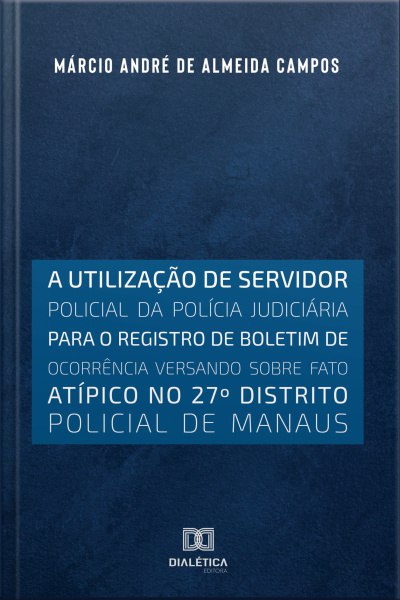 MÁRCIO ANDRÉ DE ALMEIDA CAMPOS
A UTILIZAÇÃO DE SERVIDOR
POLICIAL DA POLÍCIA JUDICIÁRIA
PARA O REGISTRO DE BOLETIM DE
OCORRÊNCIA VERSANDO SOBRE FATO
ATÍPICO NO 27º DISTRITO
POLICIAL DE MANAUS
DIALÉTICA
EDITORA